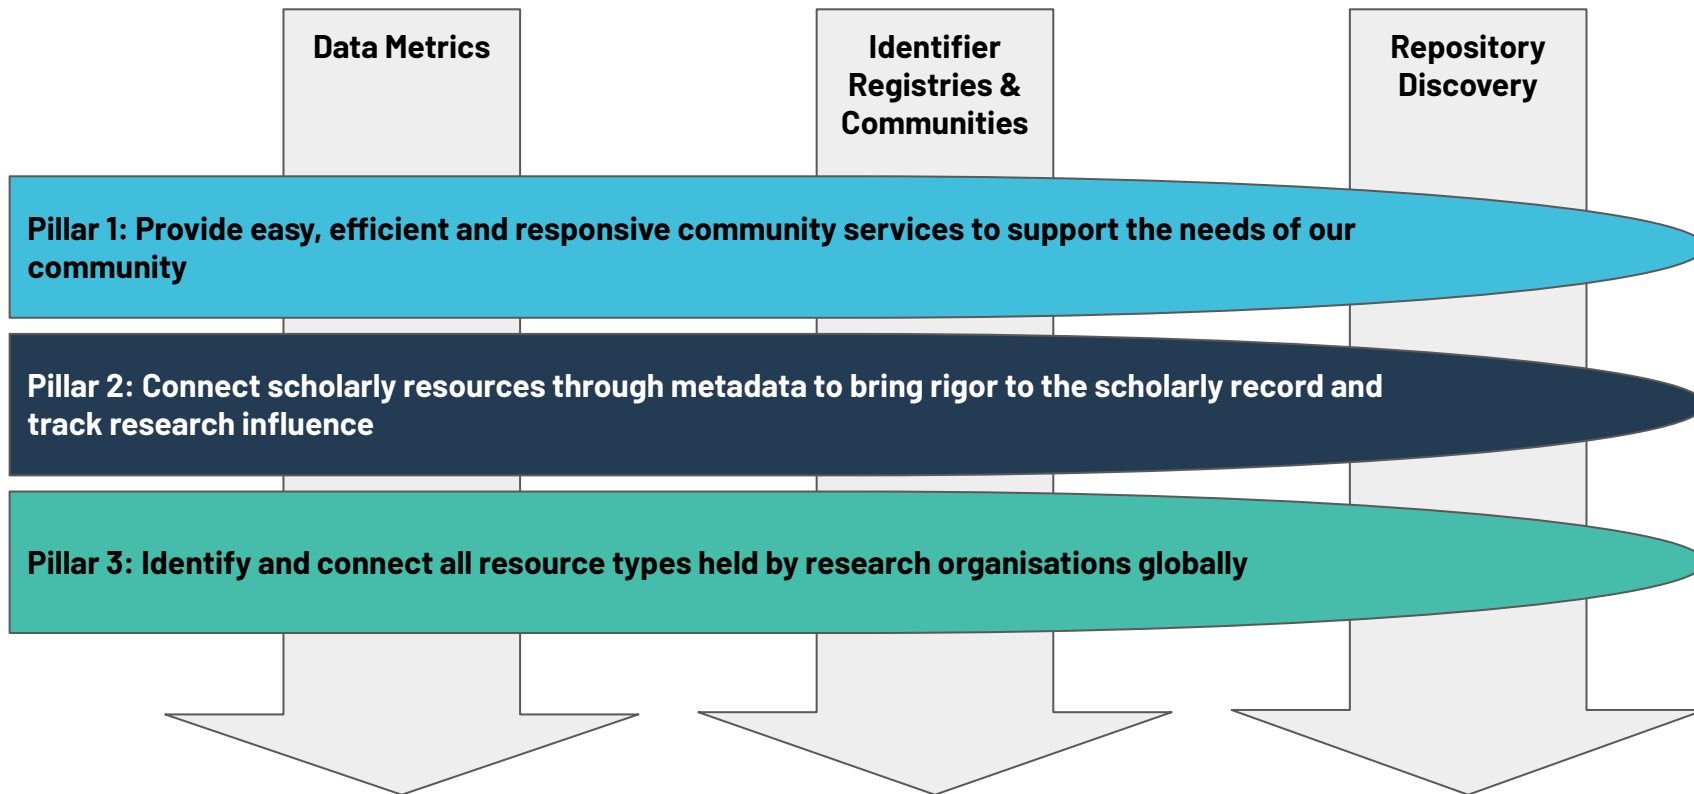 Data Metrics
Identifier
Registries &
Communities
Repository
Discovery
Pillar 1: Provide easy, efficient and responsive community services to support the needs of our
community
Pillar 2: Connect scholarly resources through metadata to bring rigor to the scholarly record and
track research influence
Pillar 3: Identify and connect all resource types held by research organisations globally